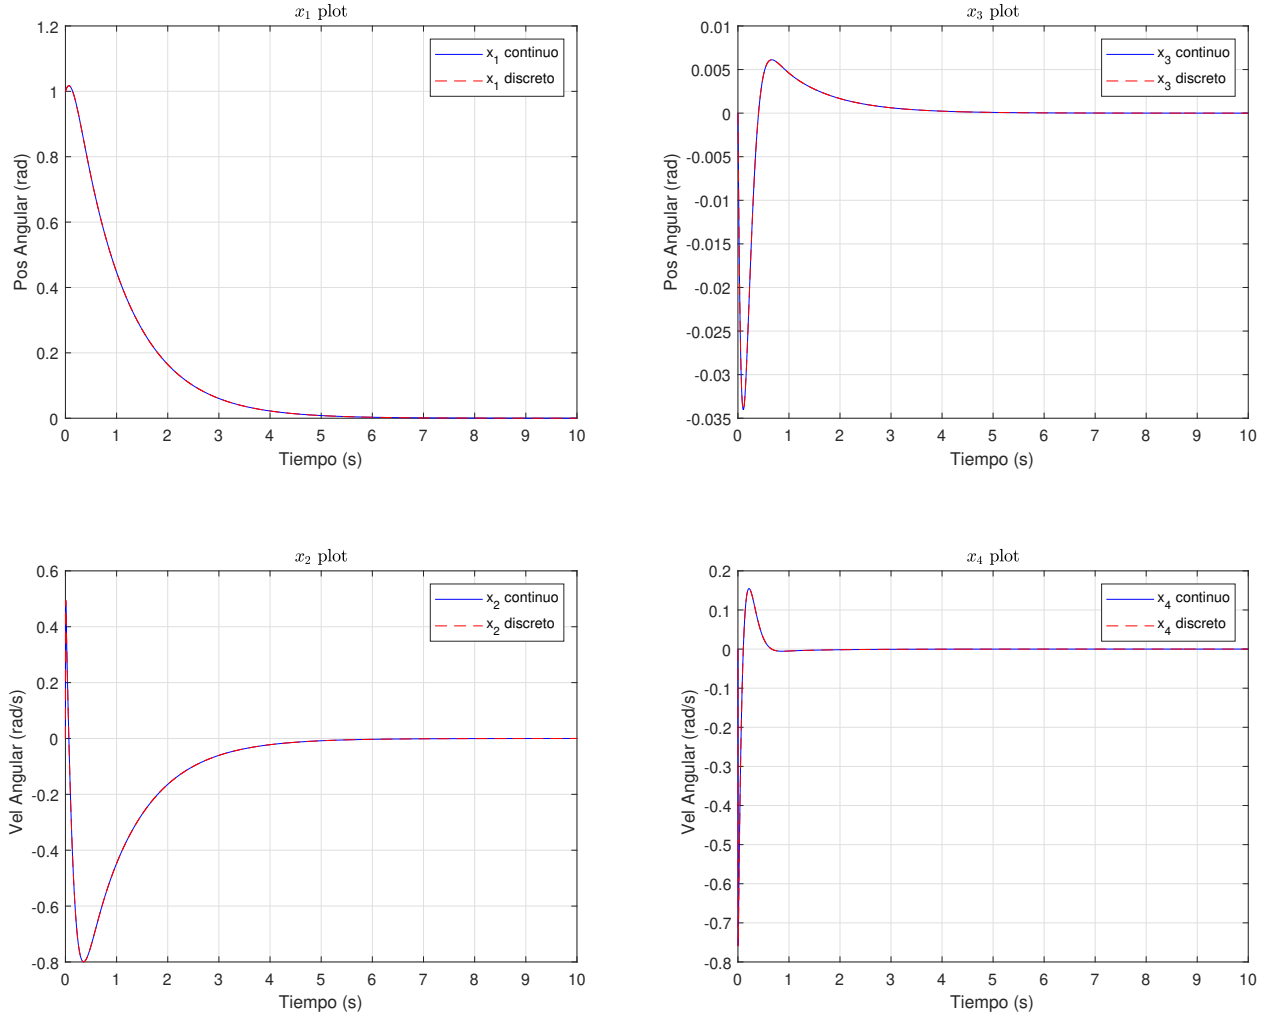 x₁ plot
1.2
1
0.8
0.6
0.4
0.2
0
Pos Angular (rad)
x₁ continuo
x₁ discreto
0 1 2 3 4 5 6 7 8 9 10
Tiempo (s)
x₃ plot
0.01
0.005
0
-0.005
-0.01
-0.015
-0.02
-0.025
-0.03
-0.035
Pos Angular (rad)
x₃ continuo
x₃ discreto
0 1 2 3 4 5 6 7 8 9 10
Tiempo (s)
x₂ plot
0.6
0.4
0.2
0
-0.2
-0.4
-0.6
-0.8
Vel Angular (rad/s)
x₂ continuo
x₂ discreto
0 1 2 3 4 5 6 7 8 9 10
Tiempo (s)
x₄ plot
0.2
0.1
0
-0.1
-0.2
-0.3
-0.4
-0.5
-0.6
-0.7
-0.8
Vel Angular (rad/s)
x₄ continuo
x₄ discreto
0 1 2 3 4 5 6 7 8 9 10
Tiempo (s)